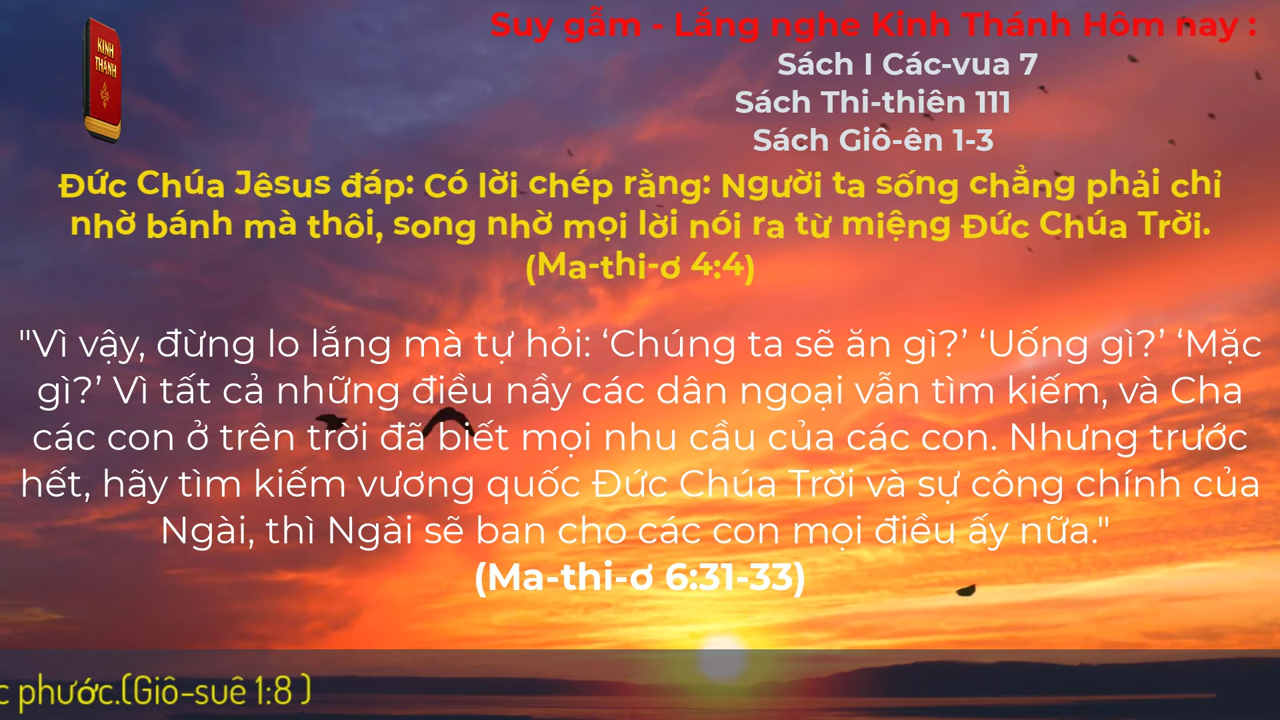 Suy gẫm - Lắng nghe Kinh Thánh Hôm nay :
KINH
THÁNH
Sách I Các-vua 7
Sách Thi-thiên 111
Sách Giô-ên 1-3
Đức Chúa Jêsus đáp: Có lời chép rằng: Người ta sống chẳng phải chỉ
nhờ bánh mà thôi, song nhờ mọi lời nói ra từ miệng Đức Chúa Trời.
(Ma-thi-ơ 4:4)
"Vì vậy, đừng lo lắng mà tự hỏi: ‘Chúng ta sẽ ăn gì?’ ‘Uống gì?’ ‘Mặc
gì?’ Vì tất cả những điều nầy các dân ngoại vẫn tìm kiếm, và Cha
các con ở trên trời đã biết mọi nhu cầu của các con. Nhưng trước
hết, hãy tìm kiếm vương quốc Đức Chúa Trời và sự công chính của
Ngài, thì Ngài sẽ ban cho các con mọi điều ấy nữa."
(Ma-thi-ơ 6:31-33)
c phước.(Giô-suê 1:8 )